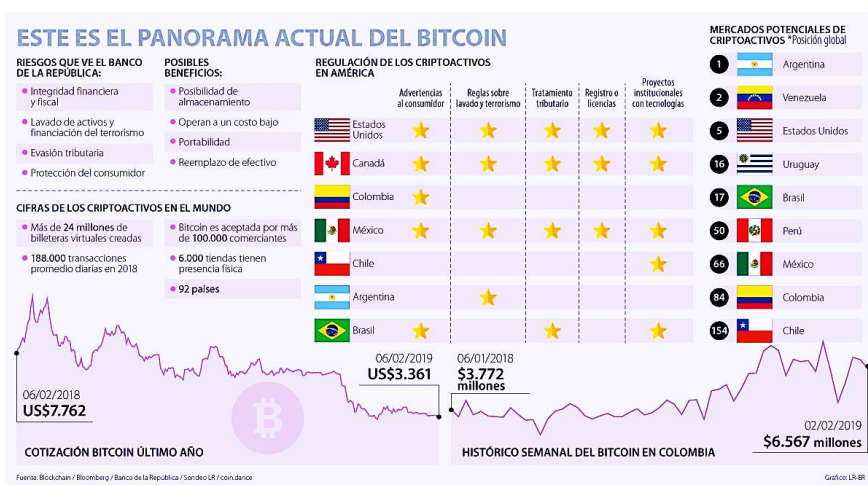 ESTE ES EL PANORAMA ACTUAL DEL BITCOIN
RIESGOS QUE VE EL BANCO
DE LA REPÚBLICA:
Integridad financiera
y fiscal
Lavado de activos y
financiación del terrorismo
Evasión tributaria
Protección del consumidor
POSIBLES
BENEFICIOS:
Posibilidad de
almacenamiento
Operan a un costo bajo
Portabilidad
Reemplazo de efectivo
CIFRAS DE LOS CRIPTOACTIVOS EN EL MUNDO
Más de 24 millones de
billeteras virtuales creadas
188.000 transacciones
promedio diarias en 2018
Bitcoin es aceptada por más
de 100.000 comerciantes
6.000 tiendas tienen
presencia física
92 países
REGULACIÓN DE LOS CRIPTOACTIVOS
EN AMÉRICA
Advertencias
al consumidor
Reglas sobre
lavado y terrorismo
Tratamiento
tributario
Registro o
licencias
Proyectos
institucionales
con tecnologías
Estados
Unidos
Canadá
Colombia
México
Chile
Argentina
Brasil
MERCADOS POTENCIALES DE
CRIPTOACTIVOS *Posición global
1 Argentina
2 Venezuela
5 Estados Unidos
16 Uruguay
17 Brasil
50 Perú
66 México
84 Colombia
154 Chile
06/02/2018
US$7.762
06/02/2019
US$3.361
COTIZACIÓN BITCOIN ÚLTIMO AÑO
06/01/2018
$3.772
millones
02/02/2019
$6.567 millones
HISTÓRICO SEMANAL DEL BITCOIN EN COLOMBIA
Fuente: Blockchain / Bloomberg / Banco de la República / Sondeo LR / coin.dance
Gráfico: LR-ER